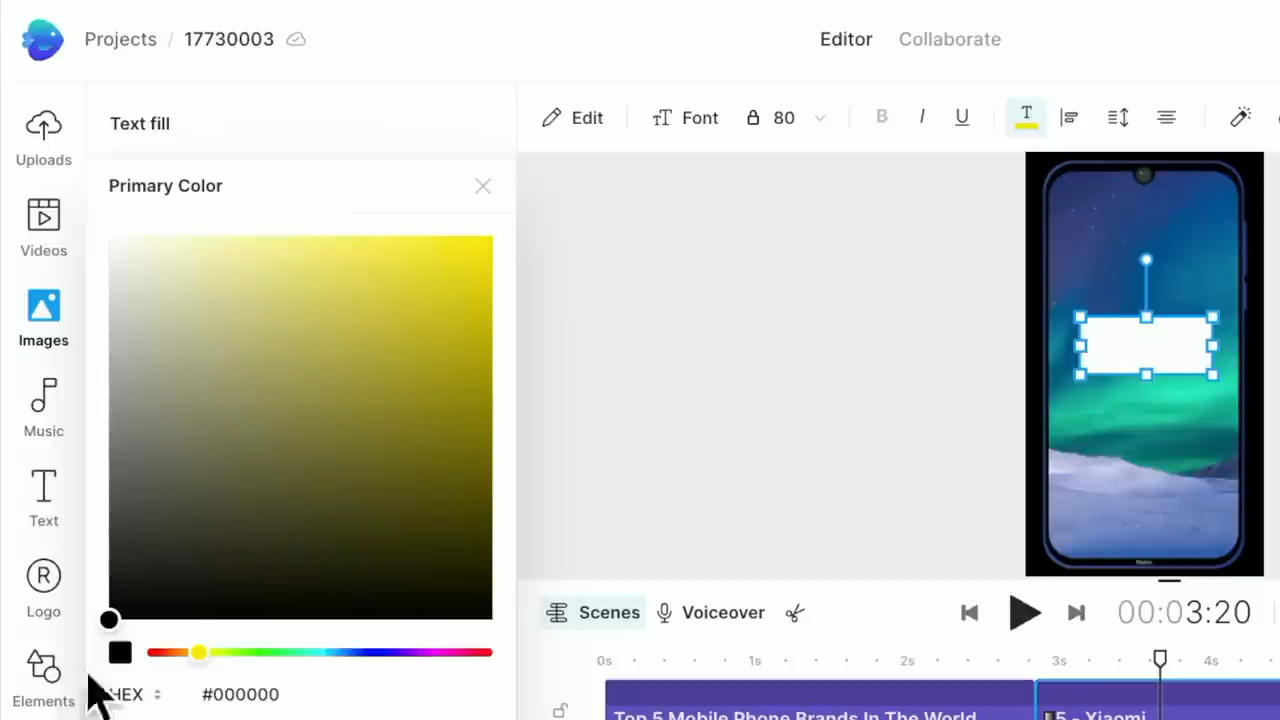 Projects / 17730003
Editor
Collaborate
Uploads
Videos
Images
Music
Text
Logo
Elements
Text fill
Primary Color
HEX
#000000
Edit
Font
80
B
I
U
T
Scenes
Voiceover
00:03:20
0s
1s
2s
3s
4s
Top 5 Mobile Phone Brands In The World
5 - Xiaomi